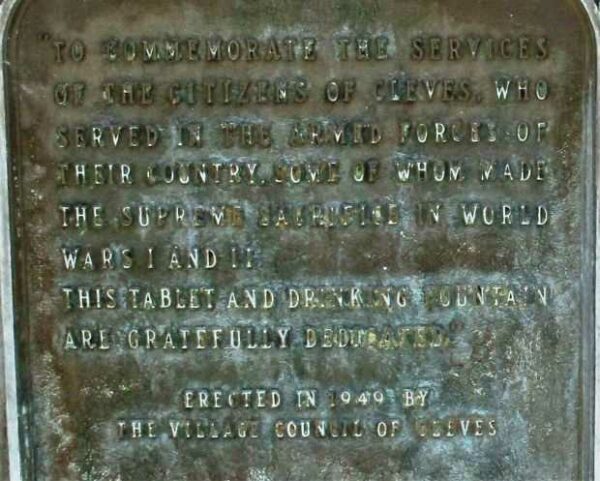 "TO COMMEMORATE THE SERVICES
OF THE CITIZENS OF CLEVES, WHO
SERVED IN THE ARMED FORCES OF
THEIR COUNTRY, SOME OF WHOM MADE
THE SUPREME SACRIFICE IN WORLD
WARS I AND II
THIS TABLET AND DRINKING FOUNTAIN
ARE GRATEFULLY DEDICATED."
ERECTED IN 1949 BY
THE VILLAGE COUNCIL OF CLEVES